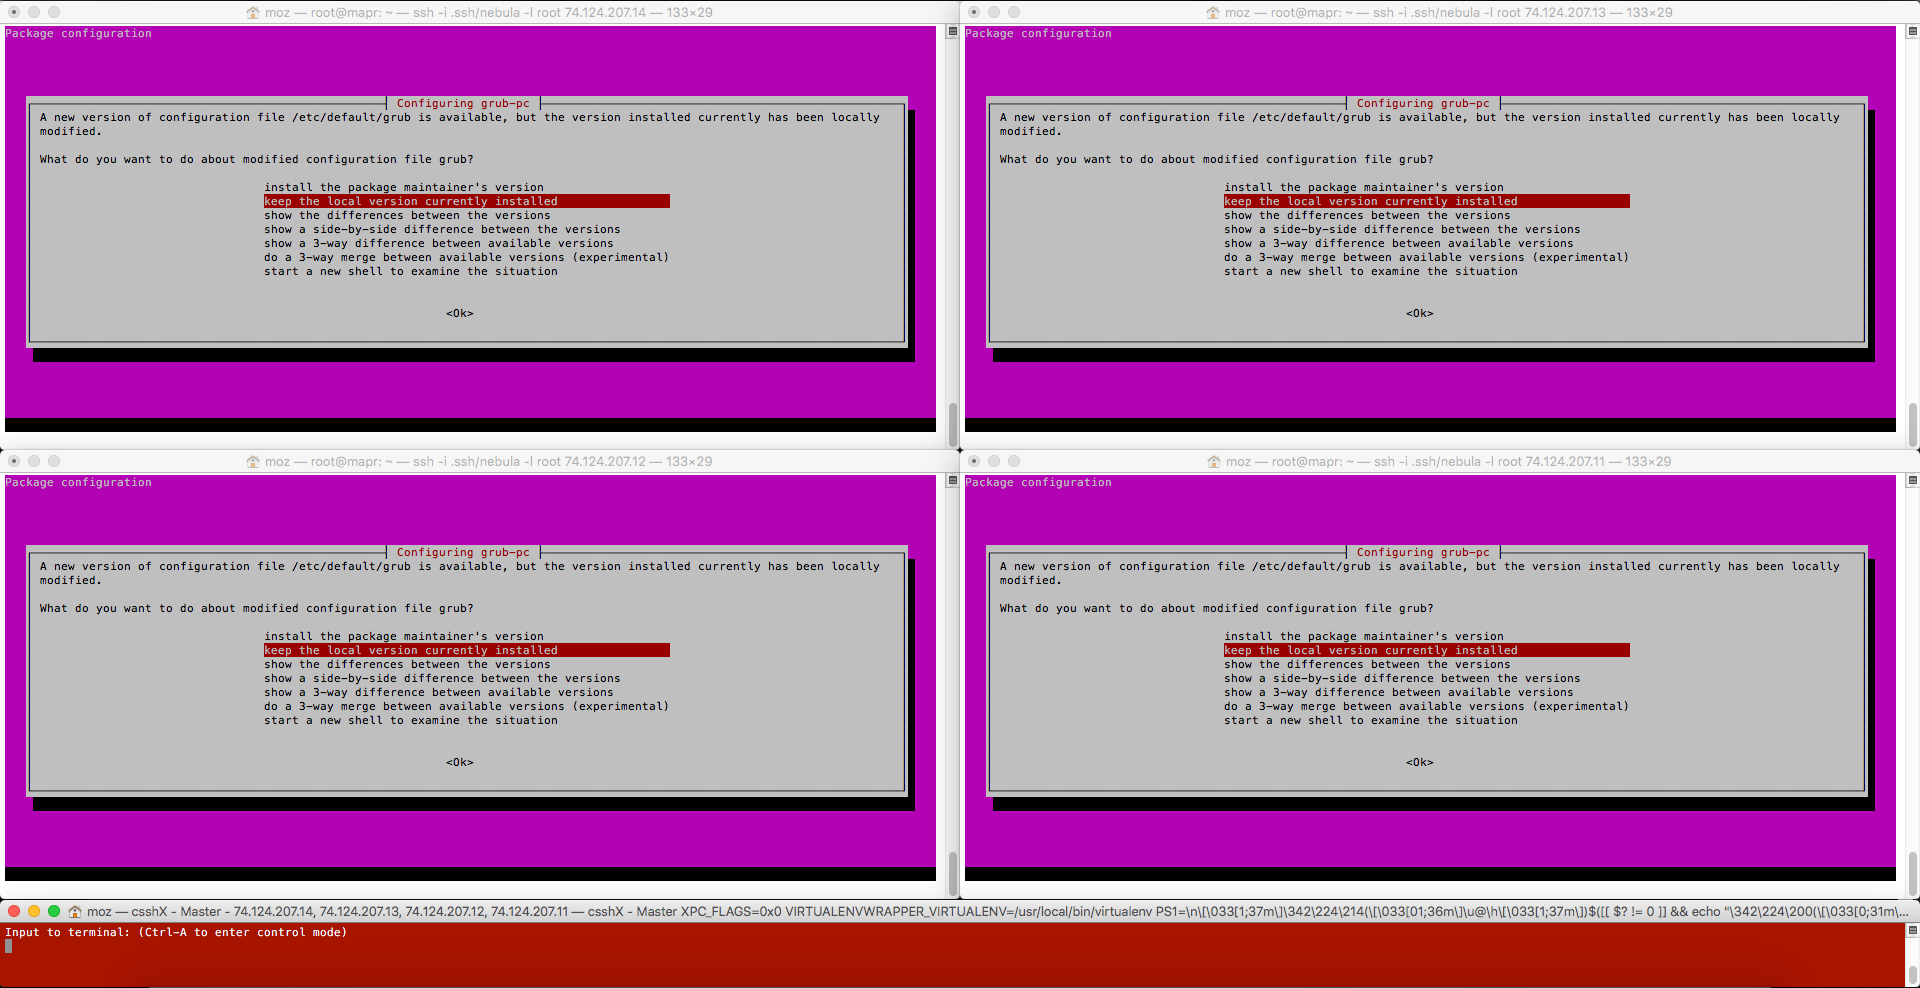 moz — root@mapr: ~ — ssh -i .ssh/nebula -l root 74.124.207.14 — 133×29
Package configuration
Configuring grub-pc
A new version of configuration file /etc/default/grub is available, but the version installed currently has been locally
modified.
What do you want to do about modified configuration file grub?
install the package maintainer's version
keep the local version currently installed
show the differences between the versions
show a side-by-side difference between the versions
show a 3-way difference between available versions
do a 3-way merge between available versions (experimental)
start a new shell to examine the situation
<Ok>
moz — root@mapr: ~ — ssh -i .ssh/nebula -l root 74.124.207.13 — 133×29
Package configuration
Configuring grub-pc
A new version of configuration file /etc/default/grub is available, but the version installed currently has been locally
modified.
What do you want to do about modified configuration file grub?
install the package maintainer's version
keep the local version currently installed
show the differences between the versions
show a side-by-side difference between the versions
show a 3-way difference between available versions
do a 3-way merge between available versions (experimental)
start a new shell to examine the situation
<Ok>
moz — root@mapr: ~ — ssh -i .ssh/nebula -l root 74.124.207.12 — 133×29
Package configuration
Configuring grub-pc
A new version of configuration file /etc/default/grub is available, but the version installed currently has been locally
modified.
What do you want to do about modified configuration file grub?
install the package maintainer's version
keep the local version currently installed
show the differences between the versions
show a side-by-side difference between the versions
show a 3-way difference between available versions
do a 3-way merge between available versions (experimental)
start a new shell to examine the situation
<Ok>
moz — root@mapr: ~ — ssh -i .ssh/nebula -l root 74.124.207.11 — 133×29
Package configuration
Configuring grub-pc
A new version of configuration file /etc/default/grub is available, but the version installed currently has been locally
modified.
What do you want to do about modified configuration file grub?
install the package maintainer's version
keep the local version currently installed
show the differences between the versions
show a side-by-side difference between the versions
show a 3-way difference between available versions
do a 3-way merge between available versions (experimental)
start a new shell to examine the situation
<Ok>
moz — csshX - Master - 74.124.207.14, 74.124.207.13, 74.124.207.12, 74.124.207.11 — csshX - Master XPC_FLAGS=0x0 VIRTUALENVWRAPPER_VIRTUALENV=/usr/local/bin/virtualenv PS1=\n\[\033[1;37m\]\342\224\214(\[\033[01;36m\]\u@\h\[\033[1;37m\])$([[ $? != 0 ]] && echo "\342\224\200(\[\033[0;31m\...
Input to terminal: (Ctrl-A to enter control mode)